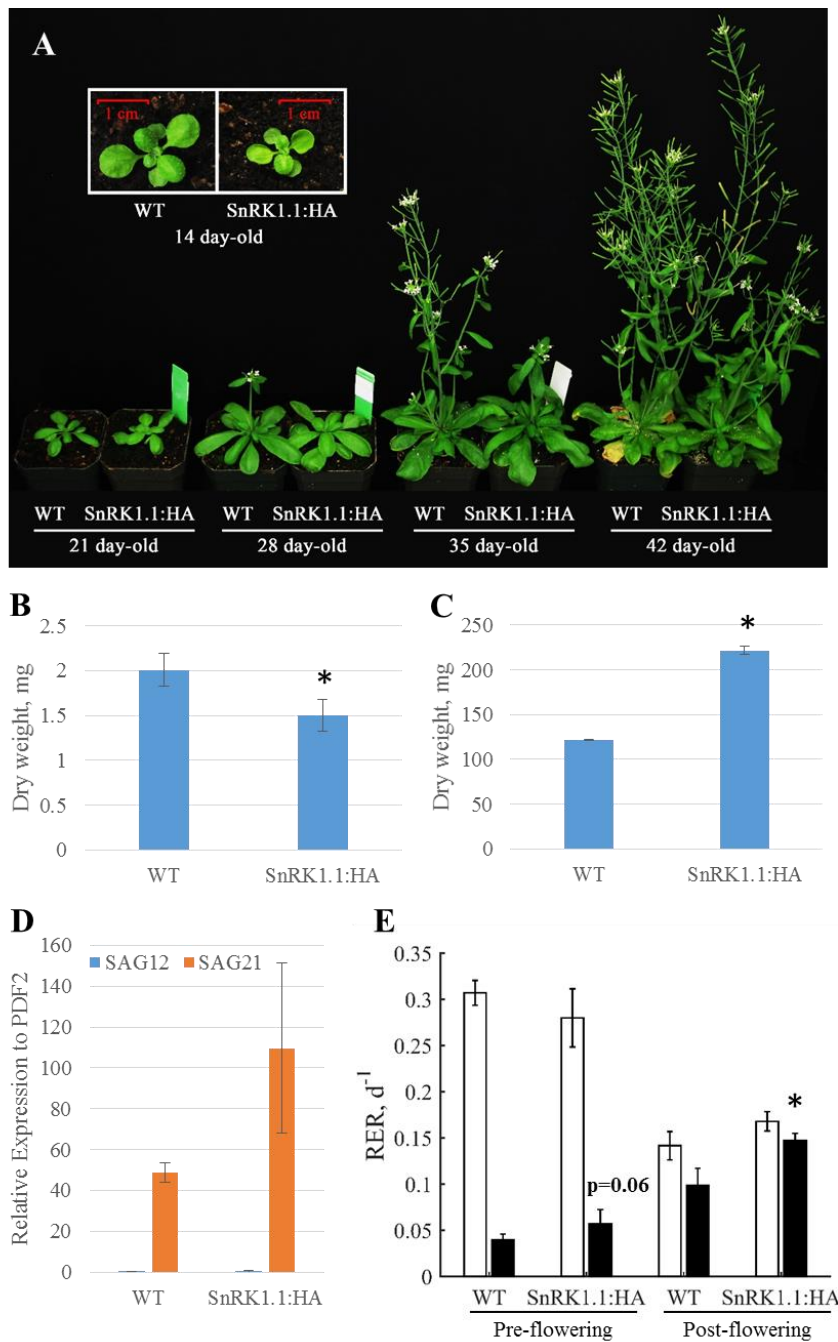 A
1 cm
1 cm
WT SnRK1.1:HA
14 day-old
WT SnRK1.1:HA WT SnRK1.1:HA WT SnRK1.1:HA WT SnRK1.1:HA
21 day-old 28 day-old 35 day-old 42 day-old
B
Dry weight, mg
2.5
2
1.5
1
0.5
0
*
WT SnRK1.1:HA
C
Dry weight, mg
250
200
150
100
50
0
*
WT SnRK1.1:HA
D
Relative Expression to PDF2
160
140
120
100
80
60
40
20
0
SAG12 SAG21
WT SnRK1.1:HA
E
RER, d-1
0.35
0.3
0.25
0.2
0.15
0.1
0.05
0
p=0.06
*
WT SnRK1.1:HA WT SnRK1.1:HA
Pre-flowering Post-flowering